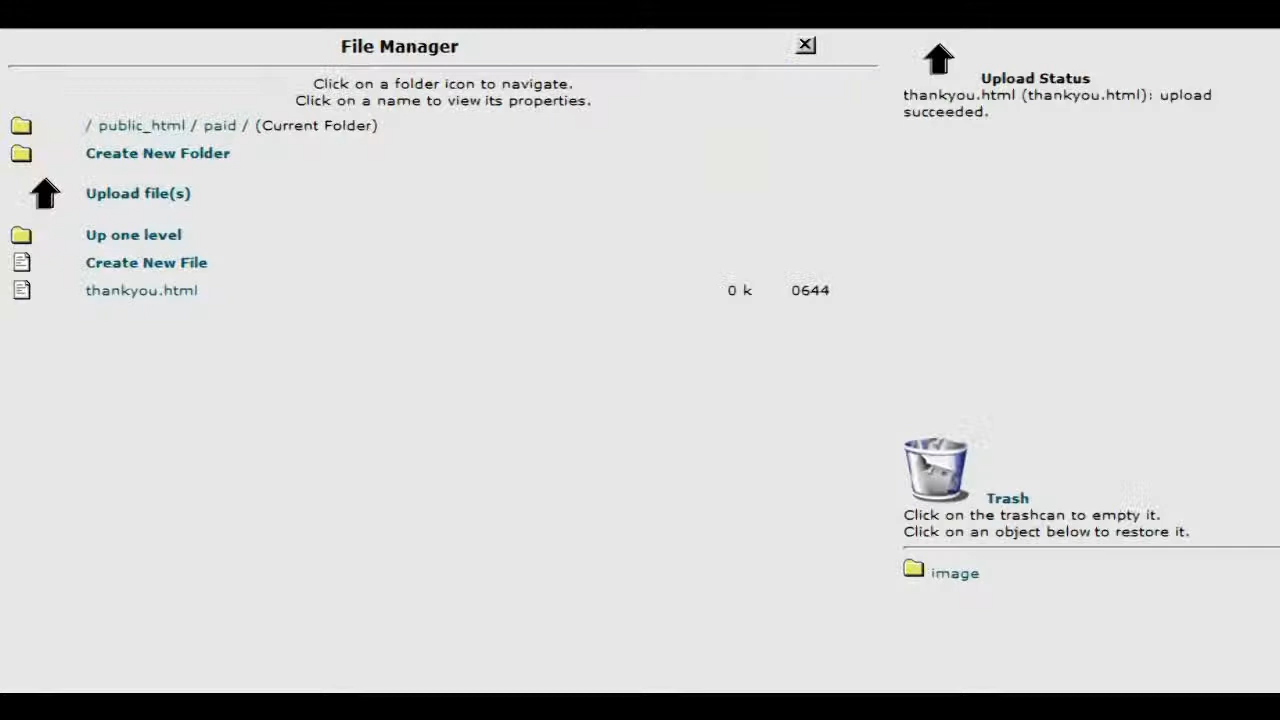 File Manager
Click on a folder icon to navigate.
Click on a name to view its properties.
/ public_html / paid / (Current Folder)
Create New Folder
Upload file(s)
Up one level
Create New File
thankyou.html 0 k 0644
Upload Status
thankyou.html (thankyou.html): upload
succeeded.
Trash
Click on the trashcan to empty it.
Click on an object below to restore it.
image